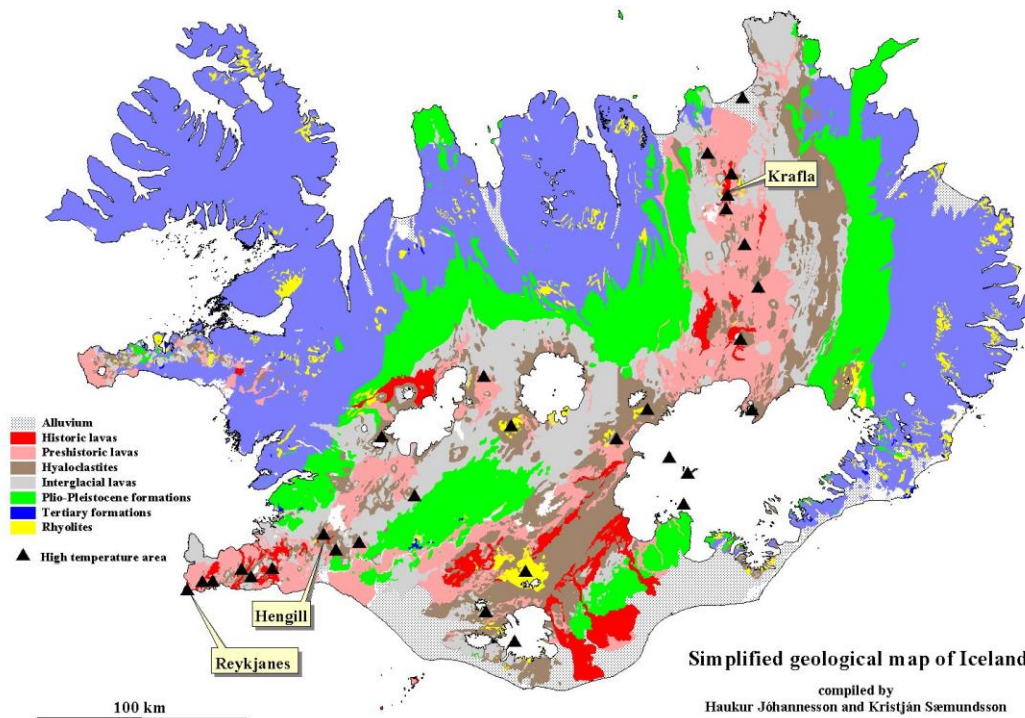 Krafla
Alluvium
Historic lavas
Preshistoric lavas
Hyaloclastites
Interglacial lavas
Plio-Pleistocene formations
Tertiary formations
Rhyolites
High temperature area
Hengill
Reykjanes
Simplified geological map of Iceland
compiled by
Haukur Jóhannesson and Kristján Sæmundsson
100 km